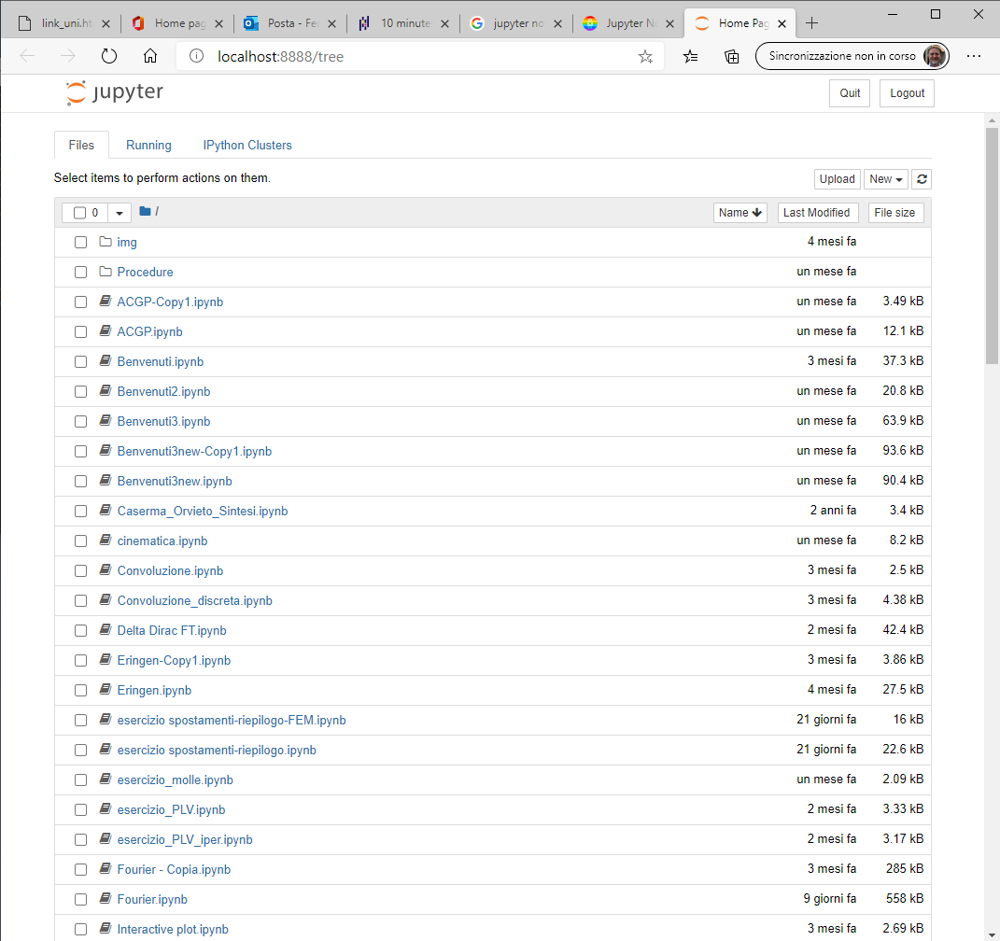 link_uni.ht
Home pag
Posta - Fe
10 minute
jupyter no
Jupyter No
Home Pag
localhost:8888/tree
Sincronizzazione non in corso
jupyter
Quit
Logout
Files
Running
IPython Clusters
Select items to perform actions on them.
Upload
New
0
/
Name
Last Modified
File size
img 4 mesi fa
Procedure un mese fa
ACGP-Copy1.ipynb un mese fa 3.49 kB
ACGP.ipynb un mese fa 12.1 kB
Benvenuti.ipynb 3 mesi fa 37.3 kB
Benvenuti2.ipynb un mese fa 20.8 kB
Benvenuti3.ipynb un mese fa 63.9 kB
Benvenuti3new-Copy1.ipynb un mese fa 93.6 kB
Benvenuti3new.ipynb un mese fa 90.4 kB
Caserma_Orvieto_Sintesi.ipynb 2 anni fa 3.4 kB
cinematica.ipynb un mese fa 8.2 kB
Convoluzione.ipynb 3 mesi fa 2.5 kB
Convoluzione_discreta.ipynb 3 mesi fa 4.38 kB
Delta Dirac FT.ipynb 2 mesi fa 42.4 kB
Eringen-Copy1.ipynb 3 mesi fa 3.86 kB
Eringen.ipynb 4 mesi fa 27.5 kB
esercizio spostamenti-riepilogo-FEM.ipynb 21 giorni fa 16 kB
esercizio spostamenti-riepilogo.ipynb 21 giorni fa 22.6 kB
esercizio_molle.ipynb un mese fa 2.09 kB
esercizio_PLV.ipynb 2 mesi fa 3.33 kB
esercizio_PLV_iper.ipynb 2 mesi fa 3.17 kB
Fourier - Copia.ipynb 3 mesi fa 285 kB
Fourier.ipynb 9 giorni fa 558 kB
Interactive plot.ipynb 3 mesi fa 2.69 kB